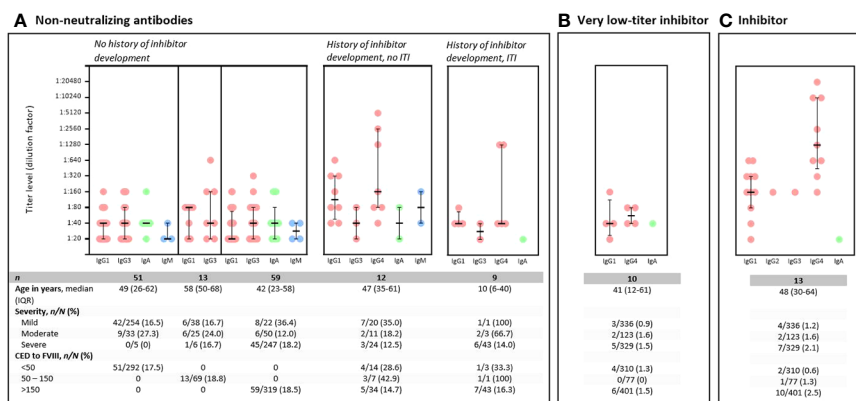 A Non-neutralizing antibodies
B Very low-titer inhibitor
C Inhibitor
No history of inhibitor
development
History of inhibitor
development, no ITI
History of inhibitor
development, ITI
Titer level (dilution factor)
1:20480
1:10240
1:5120
1:2560
1:1280
1:640
1:320
1:160
1:80
1:40
1:20
IgG1 IgG3 IgA IgM IgG1 IgG3 IgG1 IgG3 IgA IgM IgG1 IgG3 IgG4 IgA IgM IgG1 IgG3 IgG4 IgA IgG1 IgG4 IgA IgG1 IgG2 IgG3 IgG4 IgA
n 51 13 59 12 9 10 13
Age in years, median 49 (26-62) 58 (50-68) 42 (23-58) 47 (35-61) 10 (6-40) 41 (12-61) 48 (30-64)
(IQR)
Severity, n/N (%)
Mild 42/254 (16.5) 6/38 (16.7) 8/22 (36.4) 7/20 (35.0) 1/1 (100) 3/336 (0.9) 4/336 (1.2)
Moderate 9/33 (27.3) 6/25 (24.0) 6/50 (12.0) 2/11 (18.2) 2/3 (66.7) 2/123 (1.6) 2/123 (1.6)
Severe 0/5 (0) 1/6 (16.7) 45/247 (18.2) 3/24 (12.5) 6/43 (14.0) 5/329 (1.5) 7/329 (2.1)
CED to FVIII, n/N (%)
<50 51/292 (17.5) 0 0 4/14 (28.6) 1/3 (33.3) 4/310 (1.3) 2/310 (0.6)
50 – 150 0 13/69 (18.8) 0 3/7 (42.9) 1/1 (100) 0/77 (0) 1/77 (1.3)
>150 0 0 59/319 (18.5) 5/34 (14.7) 7/43 (16.3) 6/401 (1.5) 10/401 (2.5)